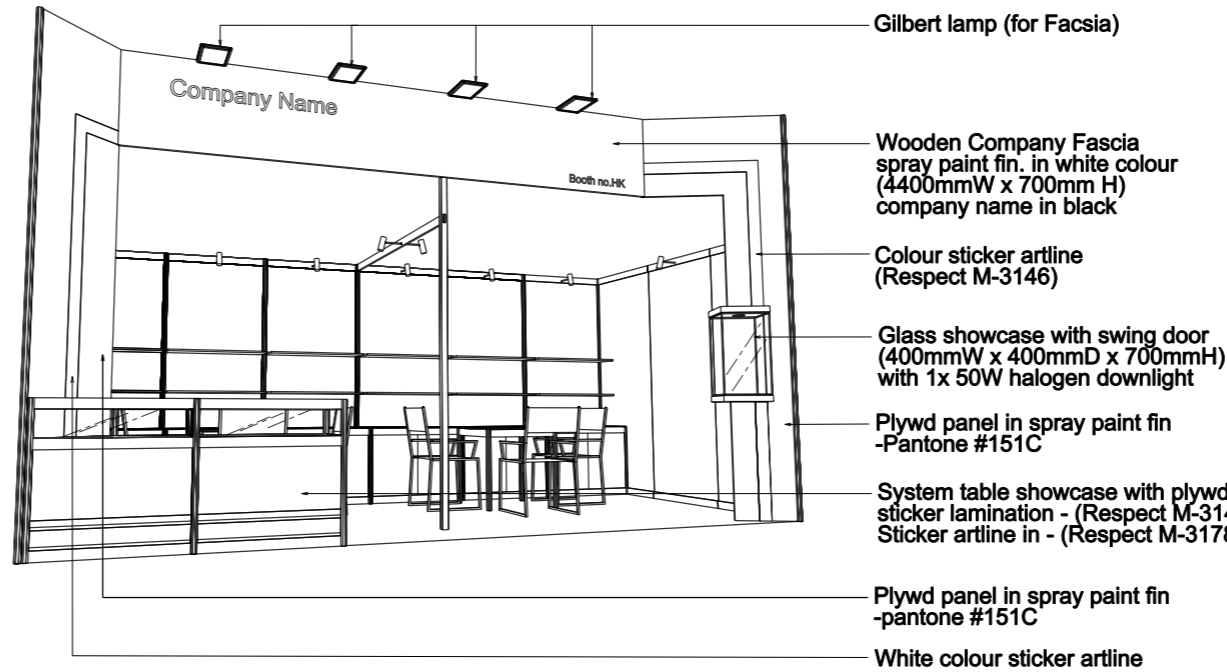 Gilbert lamp (for Facsia)
Company Name
Booth no.HK
Wooden Company Fascia
spray paint fin. in white colour
(4400mmW x 700mm H)
company name in black
Colour sticker artline
(Respect M-3146)
Glass showcase with swing door
(400mmW x 400mmD x 700mmH)
with 1x 50W halogen downlight
Plywd panel in spray paint fin
-Pantone #151C
System table showcase with plywd
sticker lamination - (Respect M-314
Sticker artline in - (Respect M-3178
Plywd panel in spray paint fin
-pantone #151C
White colour sticker artline